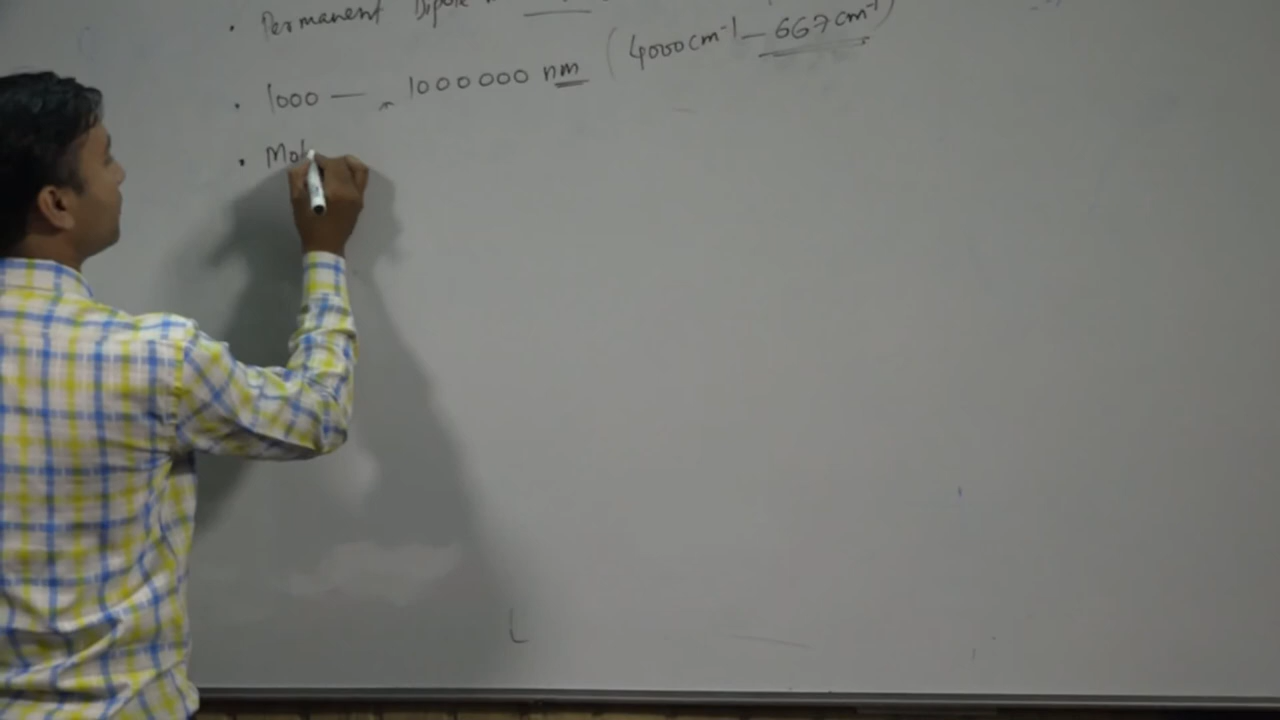 • Permanent Dipole
• 1000 — 1000000 nm (4000 cm⁻¹ — 667 cm⁻¹)
• Mol